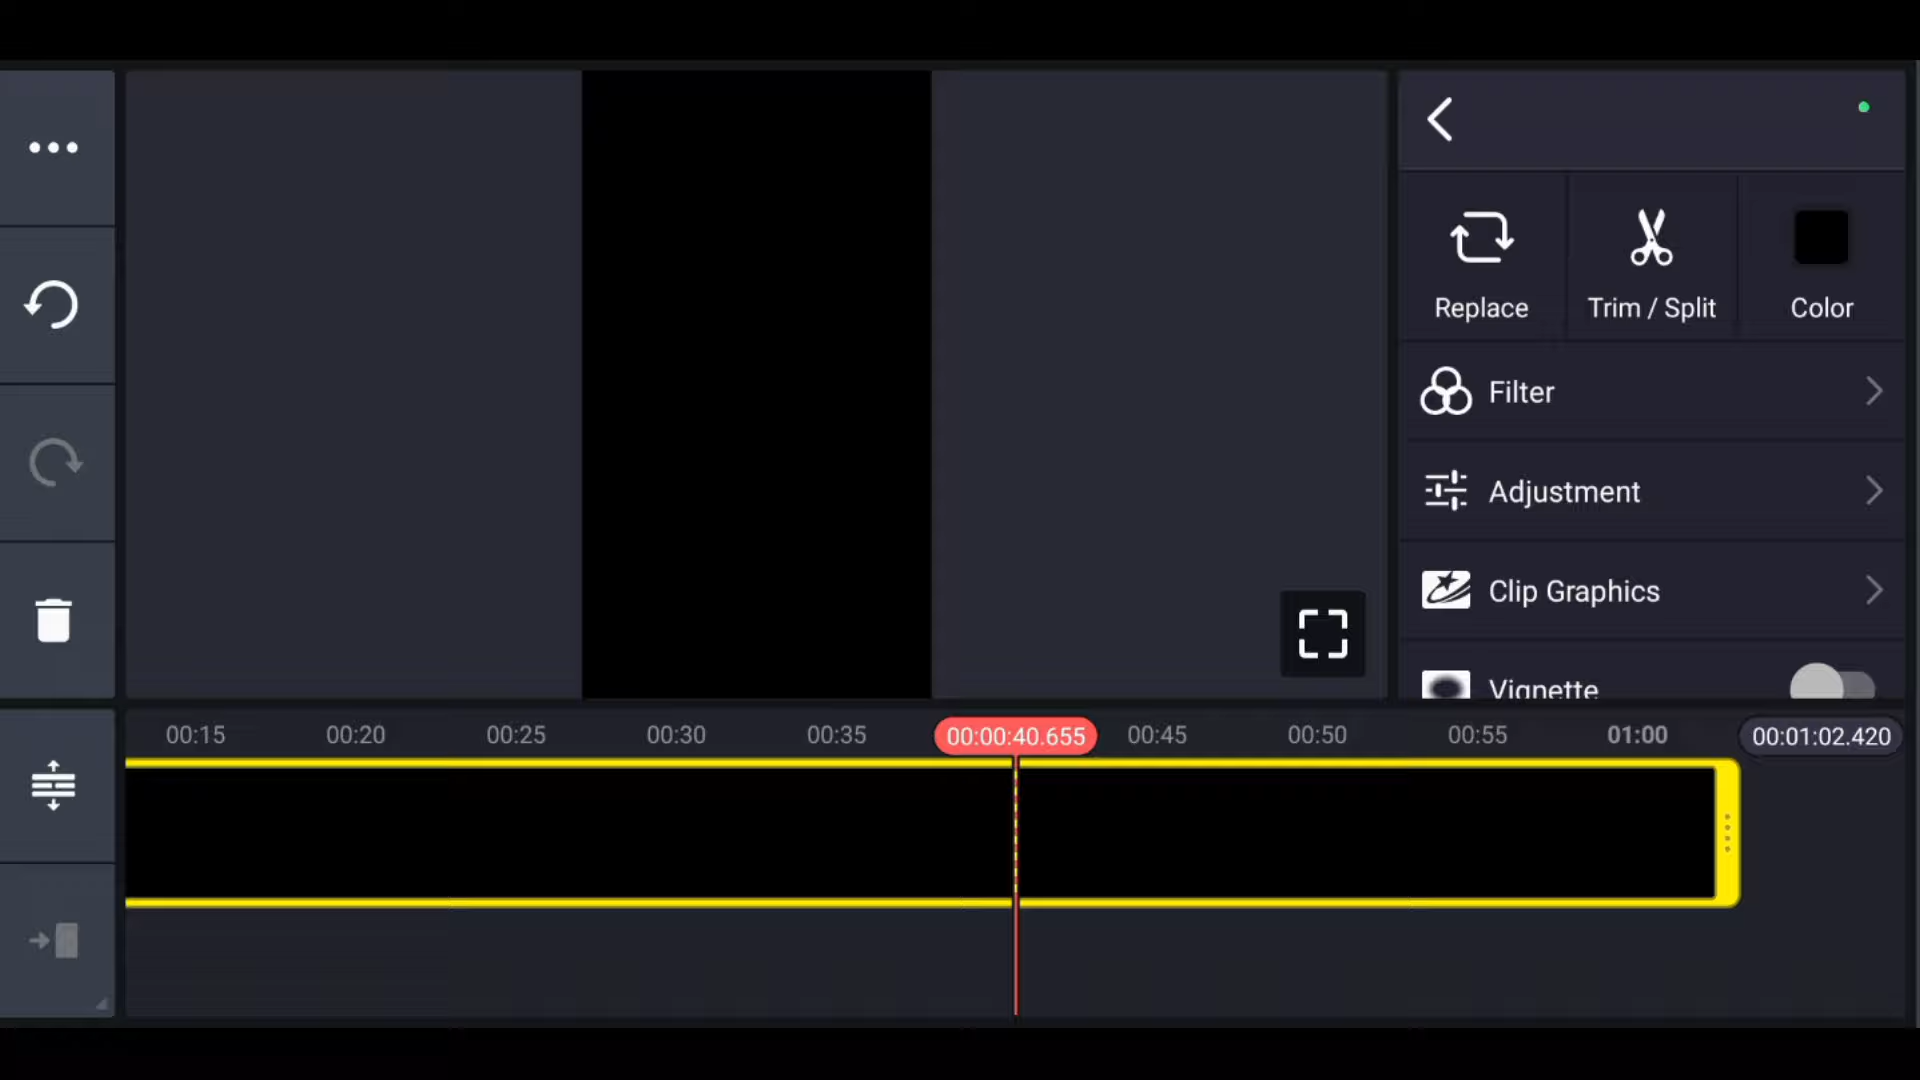 Replace
Trim / Split
Color
Filter
Adjustment
Clip Graphics
Vignette
00:15
00:20
00:25
00:30
00:35
00:00:40.655
00:45
00:50
00:55
01:00
00:01:02.420